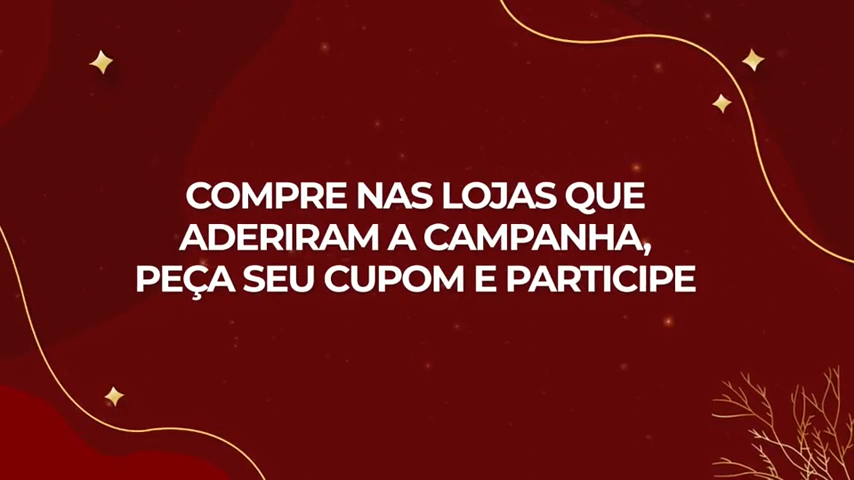 COMPRE NAS LOJAS QUE
ADERIRAM A CAMPANHA,
PEÇA SEU CUPOM E PARTICIPE